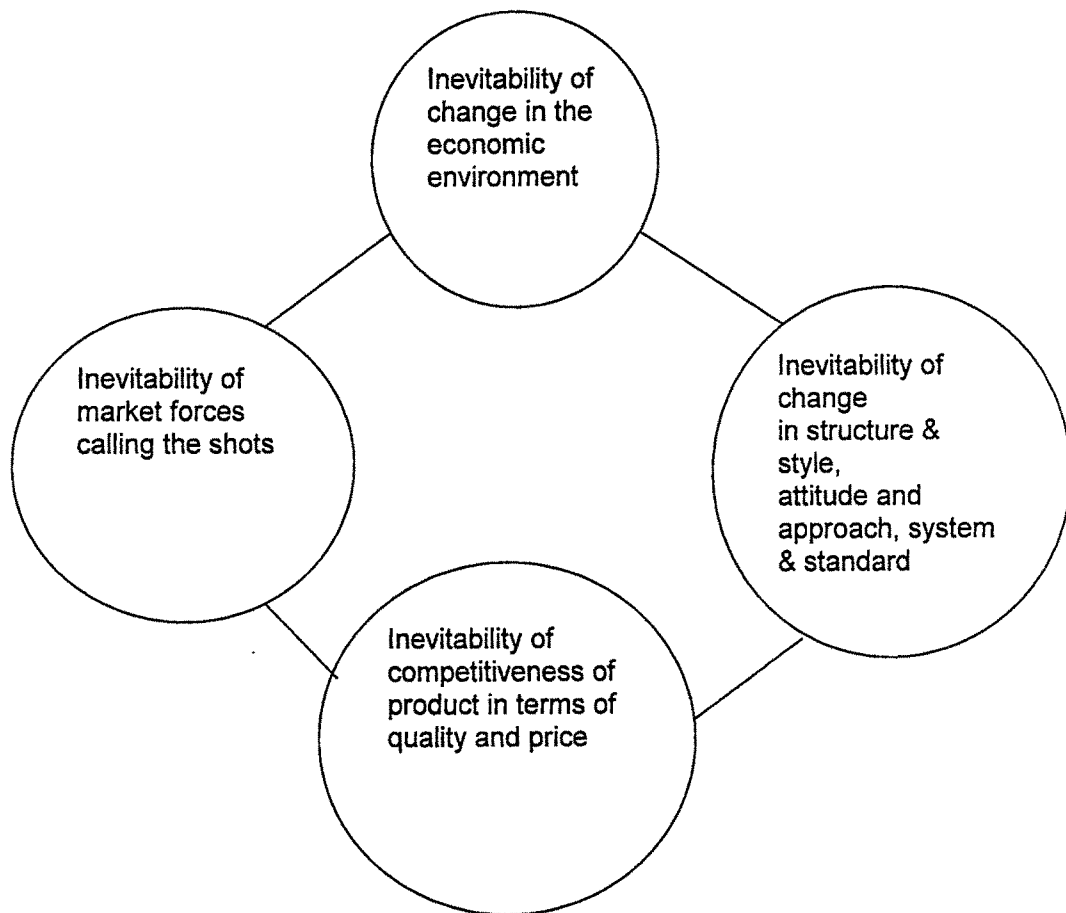 Inevitability of
change in the
economic
environment
Inevitability of
market forces
calling the shots
Inevitability of
change
in structure &
style,
attitude and
approach, system
& standard
Inevitability of
competitiveness of
product in terms of
quality and price